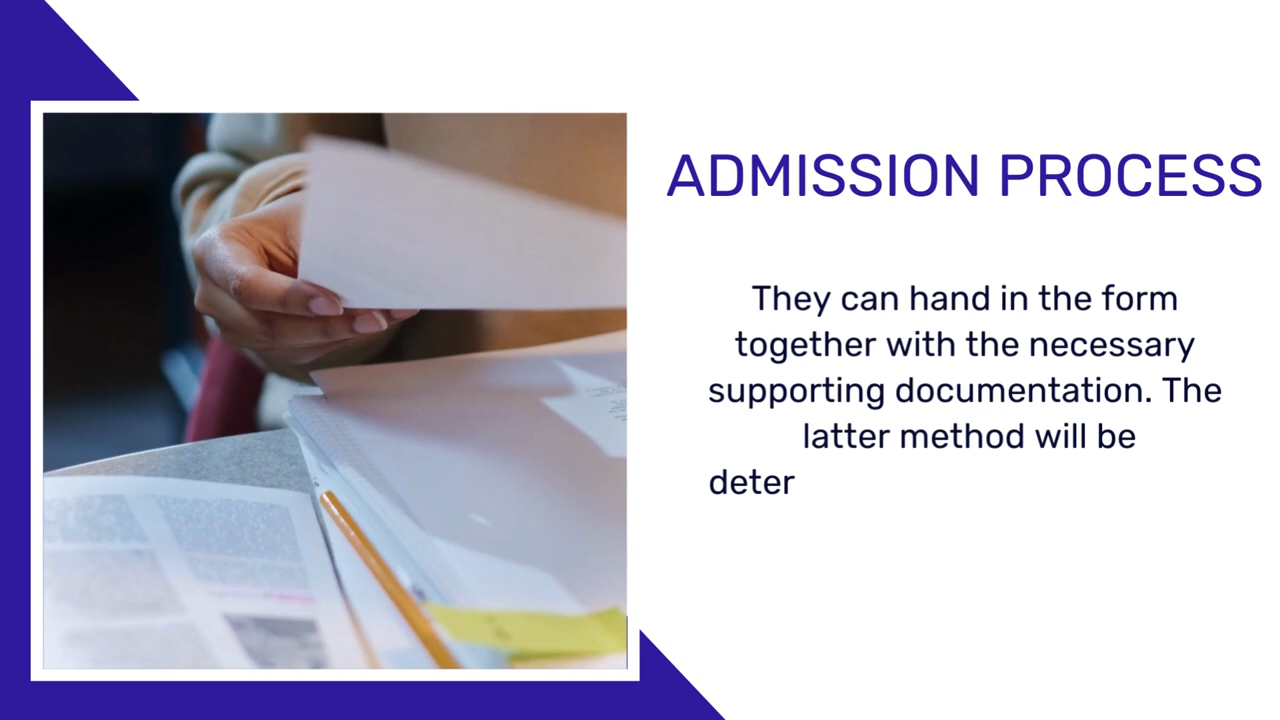 ADMISSION PROCESS
They can hand in the form
together with the necessary
supporting documentation. The
latter method will be
deter